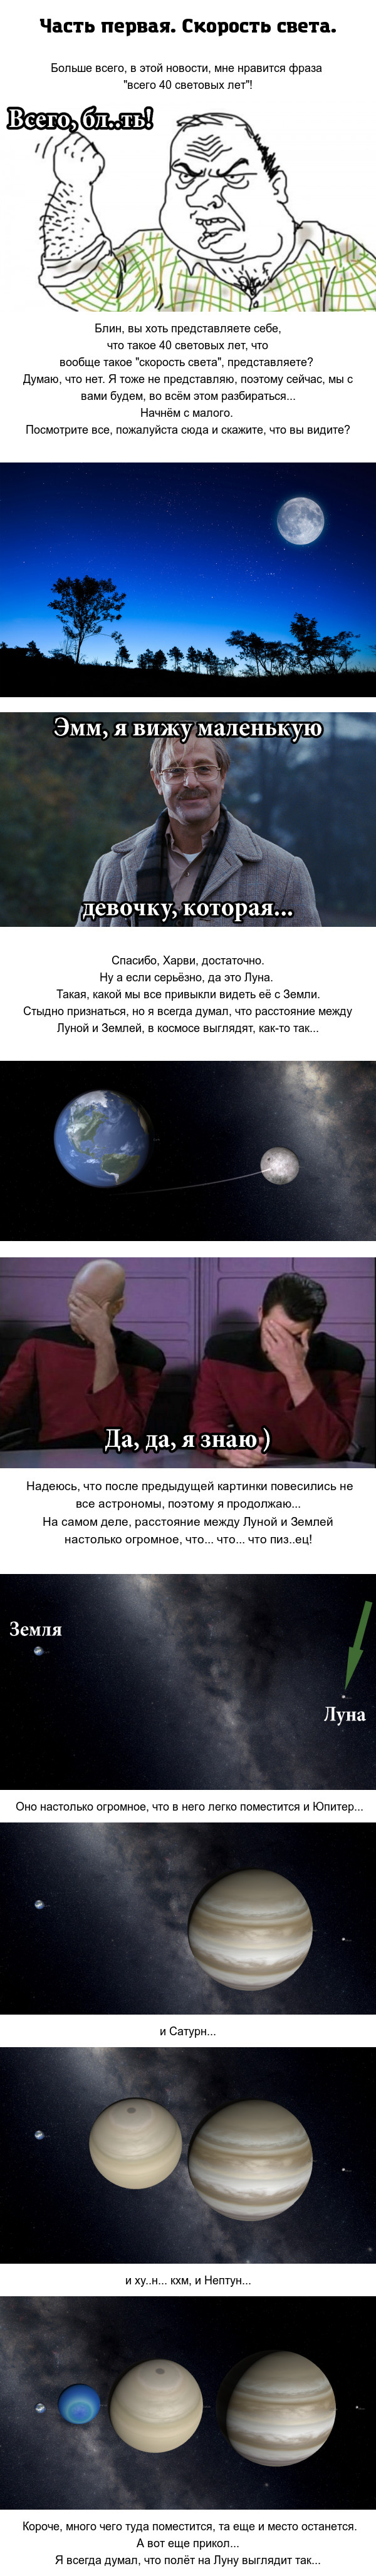 Часть первая. Скорость света.
Больше всего, в этой новости, мне нравится фраза
"всего 40 световых лет"!
Всего, бл..ть!
Блин, вы хоть представляете себе,
что такое 40 световых лет, что
вообще такое "скорость света", представляете?
Думаю, что нет. Я тоже не представляю, поэтому сейчас, мы с
вами будем, во всём этом разбираться...
Начнём с малого.
Посмотрите все, пожалуйста сюда и скажите, что вы видите?
Эмм, я вижу маленькую
девочку, которая...
Спасибо, Харви, достаточно.
Ну а если серьёзно, да это Луна.
Такая, какой мы все привыкли видеть её с Земли.
Стыдно признаться, но я всегда думал, что расстояние между
Луной и Землей, в космосе выглядят, как-то так...
Да, да, я знаю )
Надеюсь, что после предыдущей картинки повесились не
все астрономы, поэтому я продолжаю...
На самом деле, расстояние между Луной и Землей
настолько огромное, что... что... что пиз..ец!
Земля
Луна
Оно настолько огромное, что в него легко поместится и Юпитер...
и Сатурн...
и ху..н... кхм, и Нептун...
Короче, много чего туда поместится, та еще и место останется.
А вот еще прикол...
Я всегда думал, что полёт на Луну выглядит так...